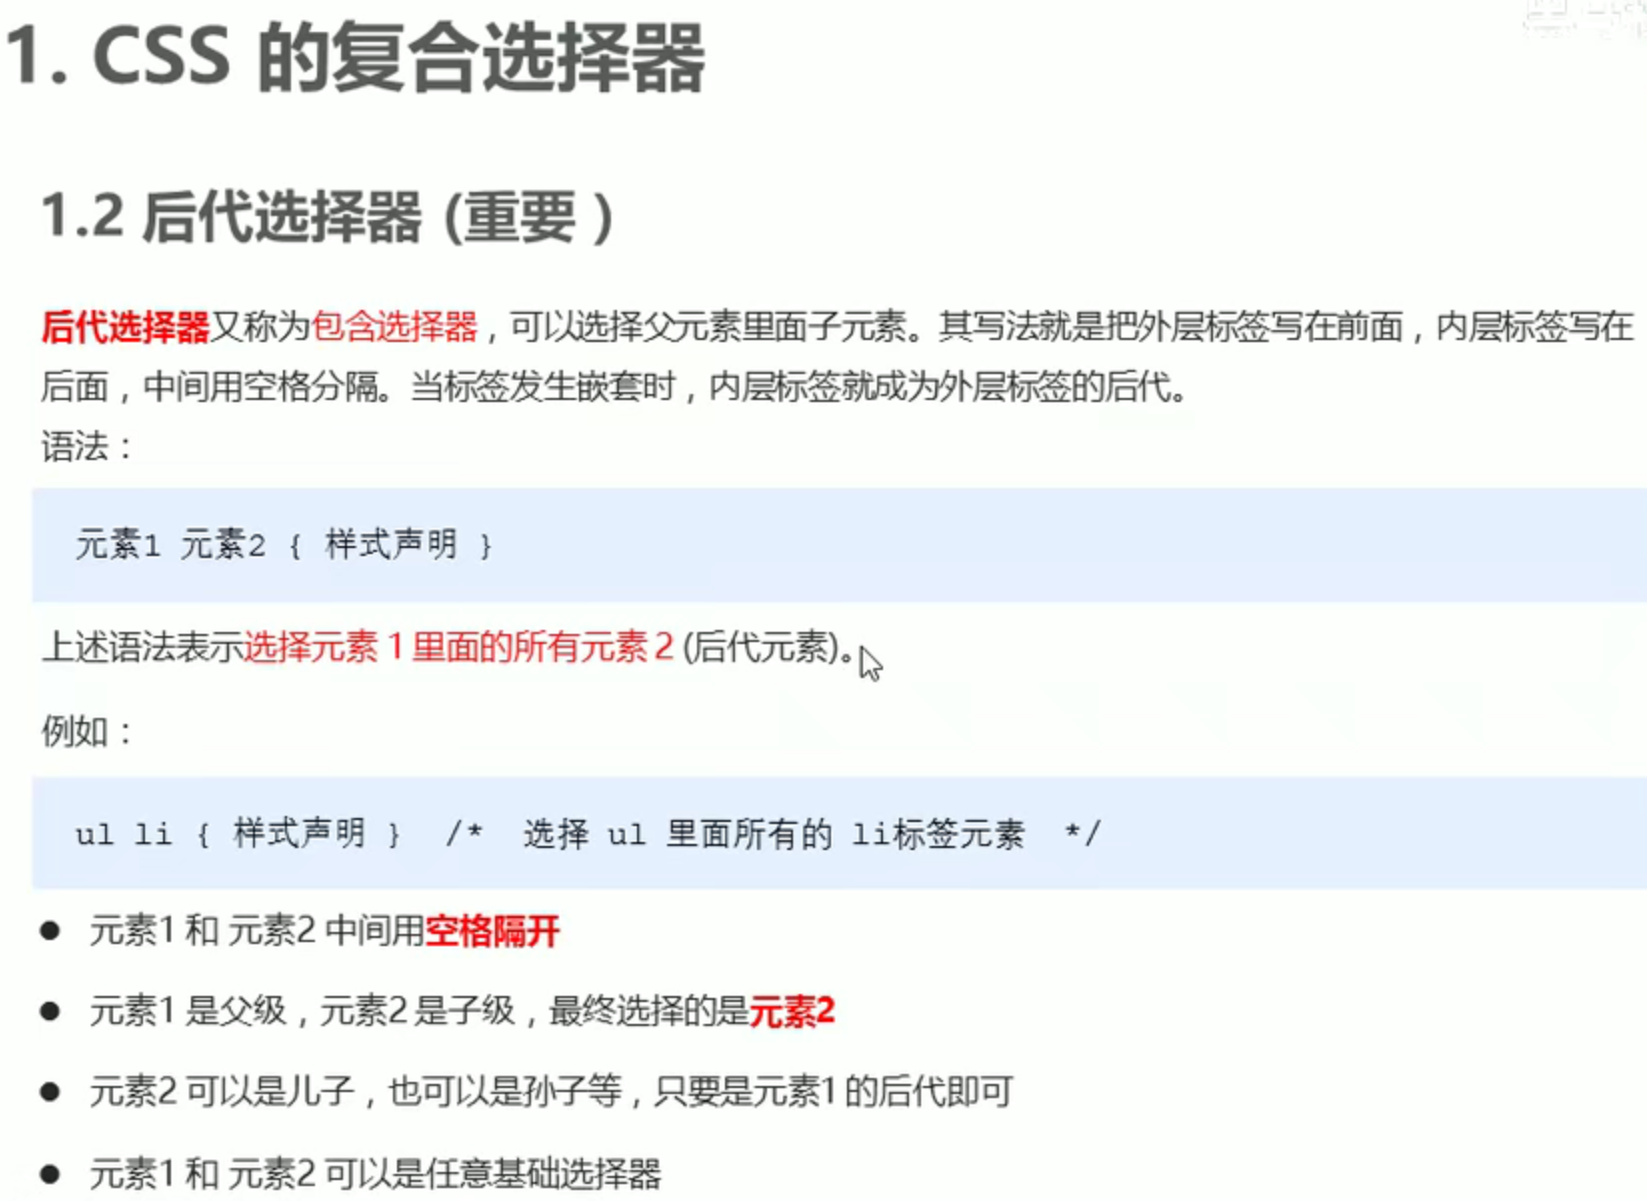 1. CSS 的复合选择器
1.2 后代选择器 (重要 )
后代选择器又称为包含选择器，可以选择父元素里面子元素。其写法就是把外层标签写在前面，内层标签写在
后面，中间用空格分隔。当标签发生嵌套时，内层标签就成为外层标签的后代。
语法：
元素1 元素2 { 样式声明 }
上述语法表示选择元素 1 里面的所有元素 2 (后代元素)。
例如：
ul li { 样式声明 } /* 选择 ul 里面所有的 li标签元素 */
● 元素1 和 元素2 中间用空格隔开
● 元素1 是父级，元素2 是子级，最终选择的是元素2
● 元素2 可以是儿子，也可以是孙子等，只要是元素1 的后代即可
● 元素1 和 元素2 可以是任意基础选择器